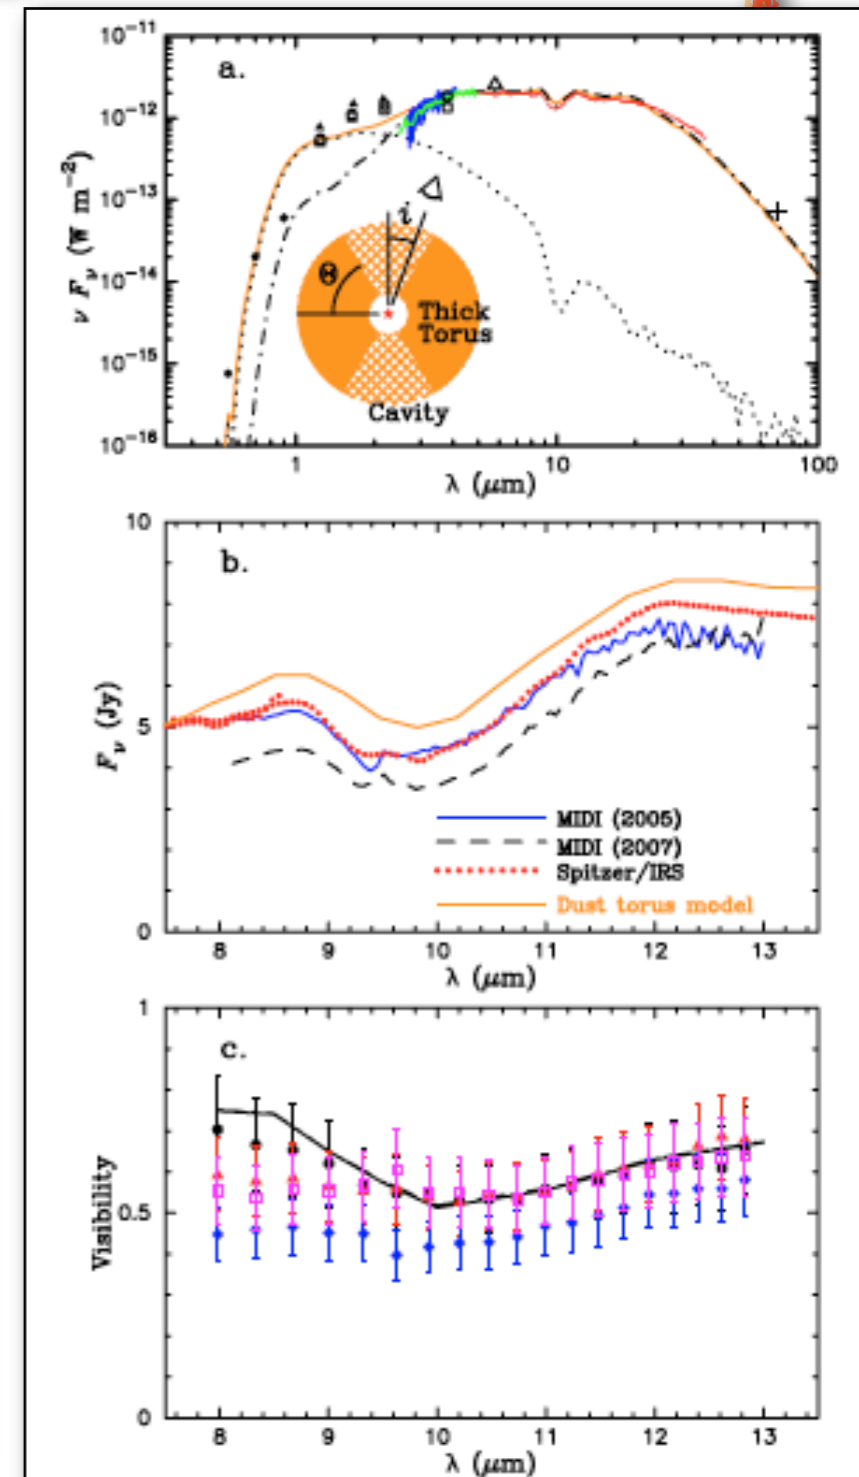 10⁻¹¹
a.
10⁻¹²
10⁻¹³
10⁻¹⁴
10⁻¹⁵
10⁻¹⁶
ν Fν (W m⁻²)
i
Θ
Thick
Torus
Cavity
1
10
100
λ (μm)
10
b.
5
0
Fν (Jy)
MIDI (2005)
MIDI (2007)
Spitzer/IRS
Dust torus model
8
9
10
11
12
13
λ (μm)
1
c.
0.5
0
Visibility
8
9
10
11
12
13
λ (μm)